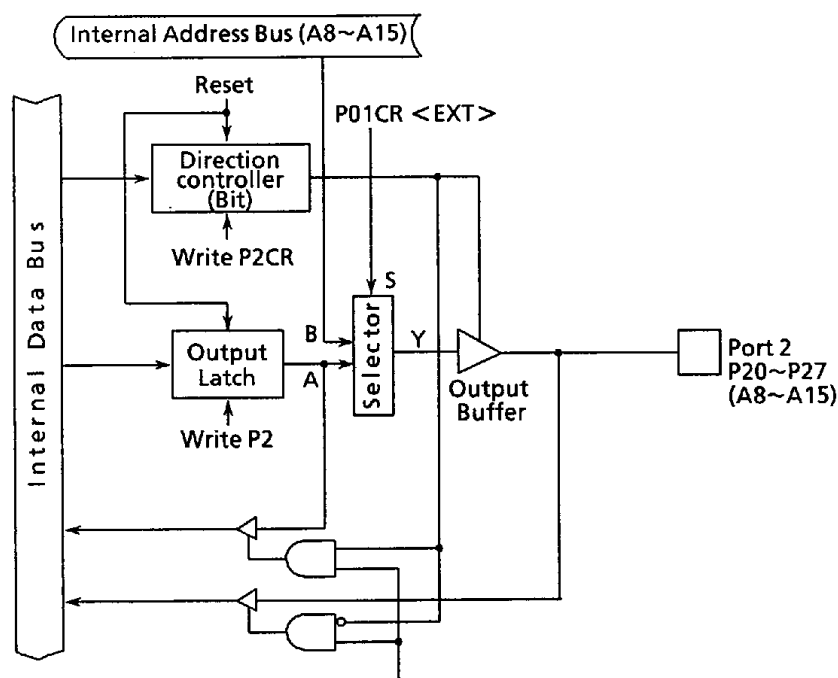 Internal Address Bus (A8~A15)
Reset
P01CR <EXT>
Direction
controller
(Bit)
Write P2CR
Internal Data Bus
S
B
Selector
Y
A
Output
Latch
Output
Buffer
Port 2
P20~P27
(A8~A15)
Write P2